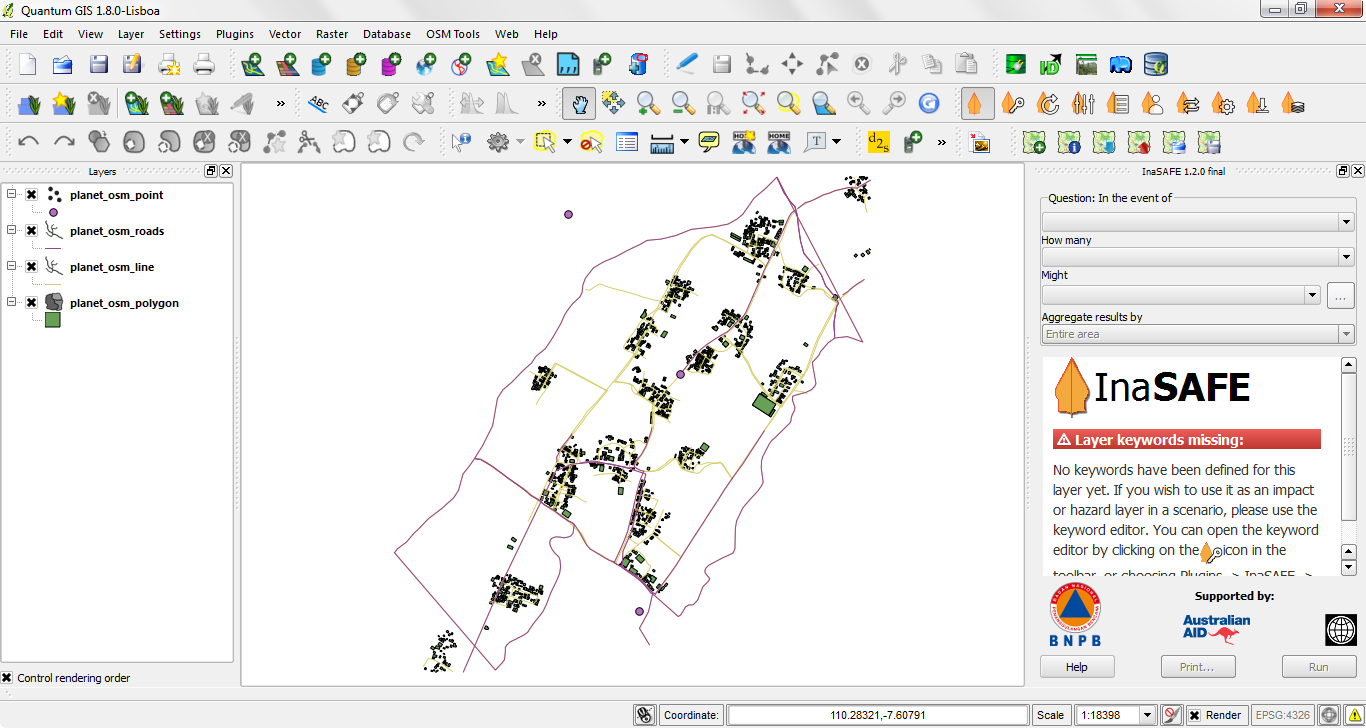 Quantum GIS 1.8.0-Lisboa
File Edit View Layer Settings Plugins Vector Raster Database OSM Tools Web Help
ABC
HOME
T
d2s
Layers
planet_osm_point
planet_osm_roads
planet_osm_line
planet_osm_polygon
Control rendering order
InaSAFE 1.2.0 final
Question: In the event of
How many
Might
...
Aggregate results by
Entire area
InaSAFE
Layer keywords missing:
No keywords have been defined for this
layer yet. If you wish to use it as an impact
or hazard layer in a scenario, please use the
keyword editor. You can open the keyword
editor by clicking on the icon in the
toolbar, or choosing Plugins -> InaSAFE ->
BNPB
Supported by:
Australian
AID
Help Print... Run
Coordinate: 110.28321,-7.60791 Scale 1:18398 Render EPSG:4326